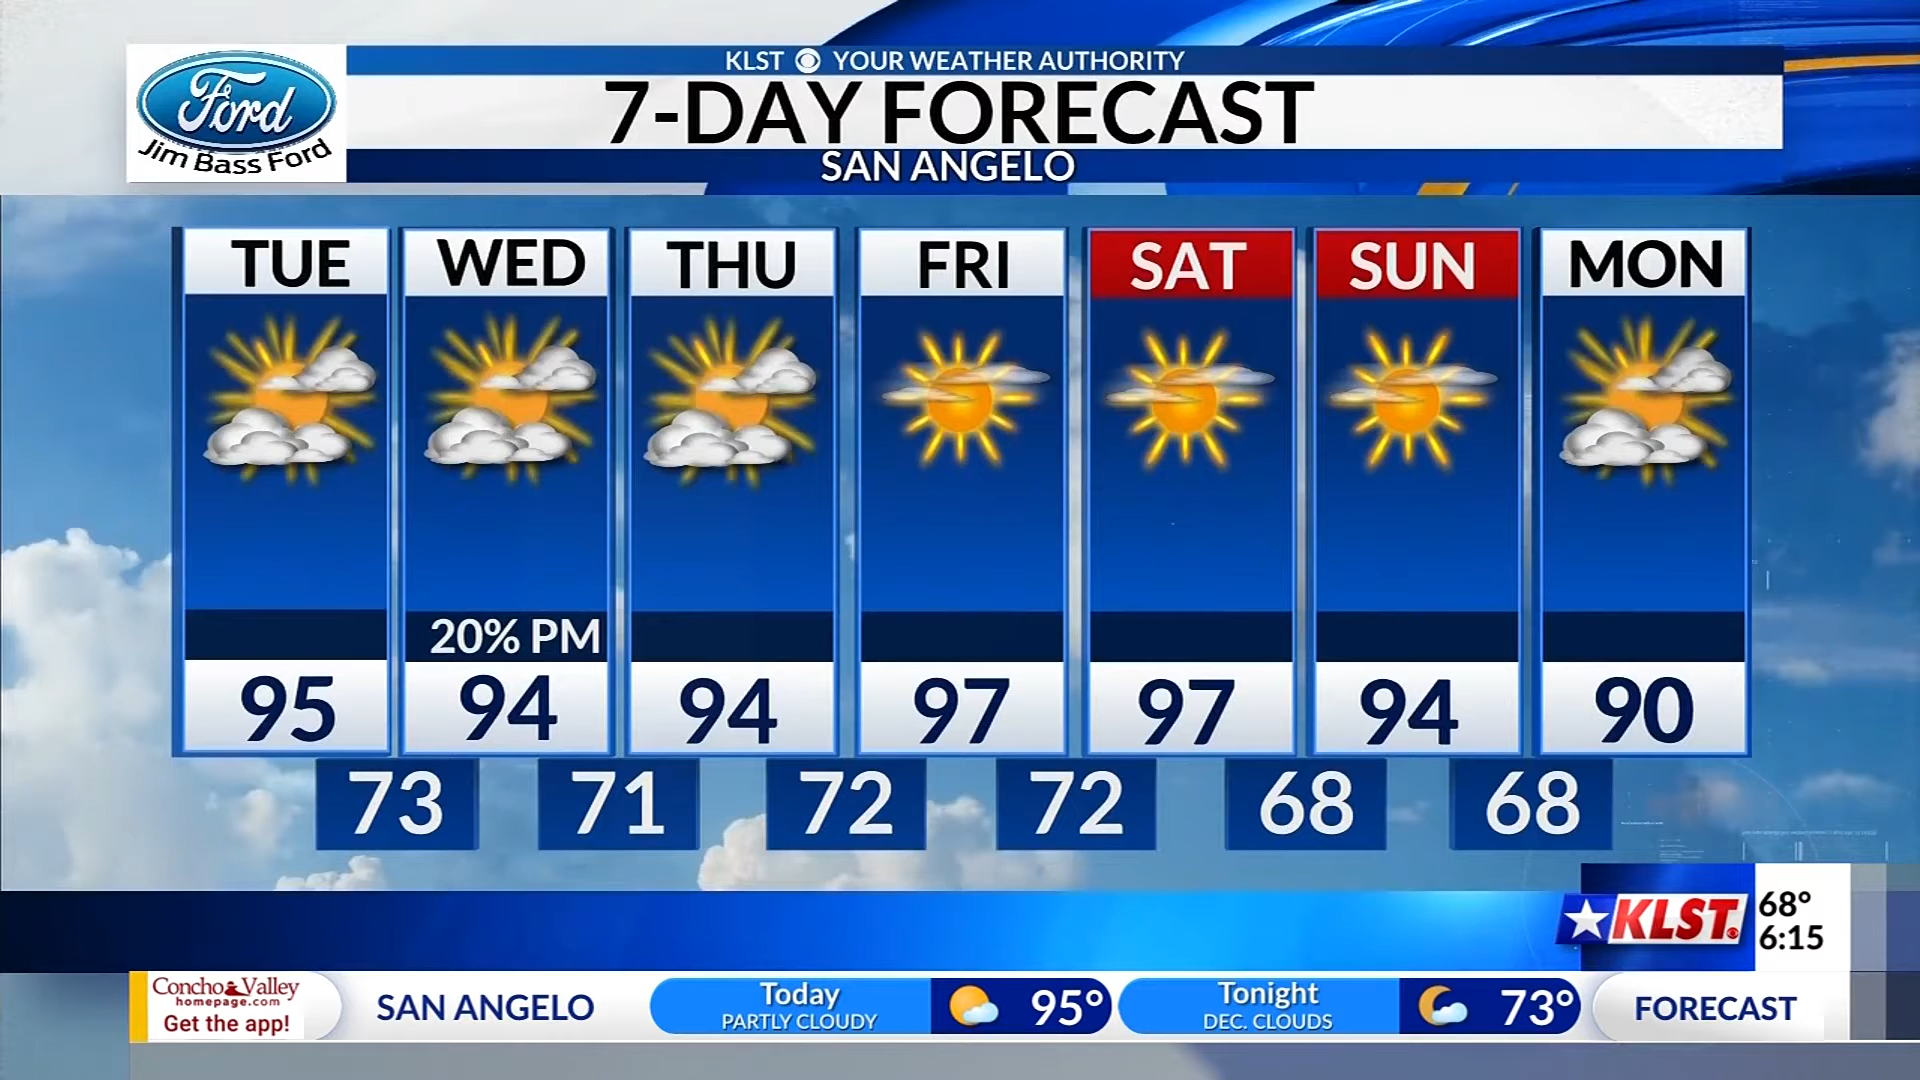 Ford
Jim Bass Ford
KLST YOUR WEATHER AUTHORITY
7-DAY FORECAST
SAN ANGELO
TUE WED THU FRI SAT SUN MON
20% PM
95 94 94 97 97 94 90
73 71 72 72 68 68
KLST
68°
6:15
Concho Valley
homepage.com
Get the app!
SAN ANGELO
Today
PARTLY CLOUDY
95°
Tonight
DEC. CLOUDS
73°
FORECAST